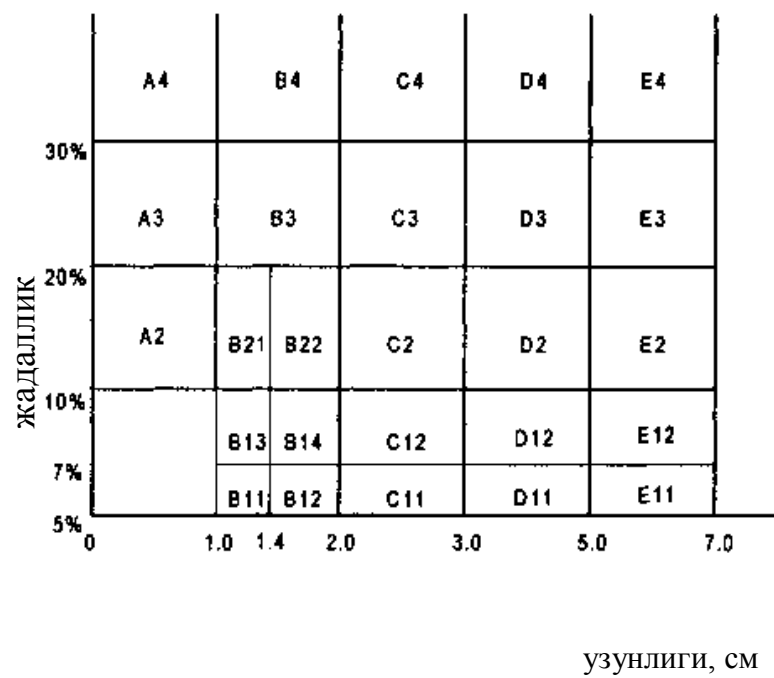 A4 B4 C4 D4 E4
30%
A3 B3 C3 D3 E3
20%
A2 B21 B22 C2 D2 E2
10%
B13 B14 C12 D12 E12
7%
B11 B12 C11 D11 E11
5%
0 1.0 1.4 2.0 3.0 5.0 7.0
жадаллик
узунлиги, см